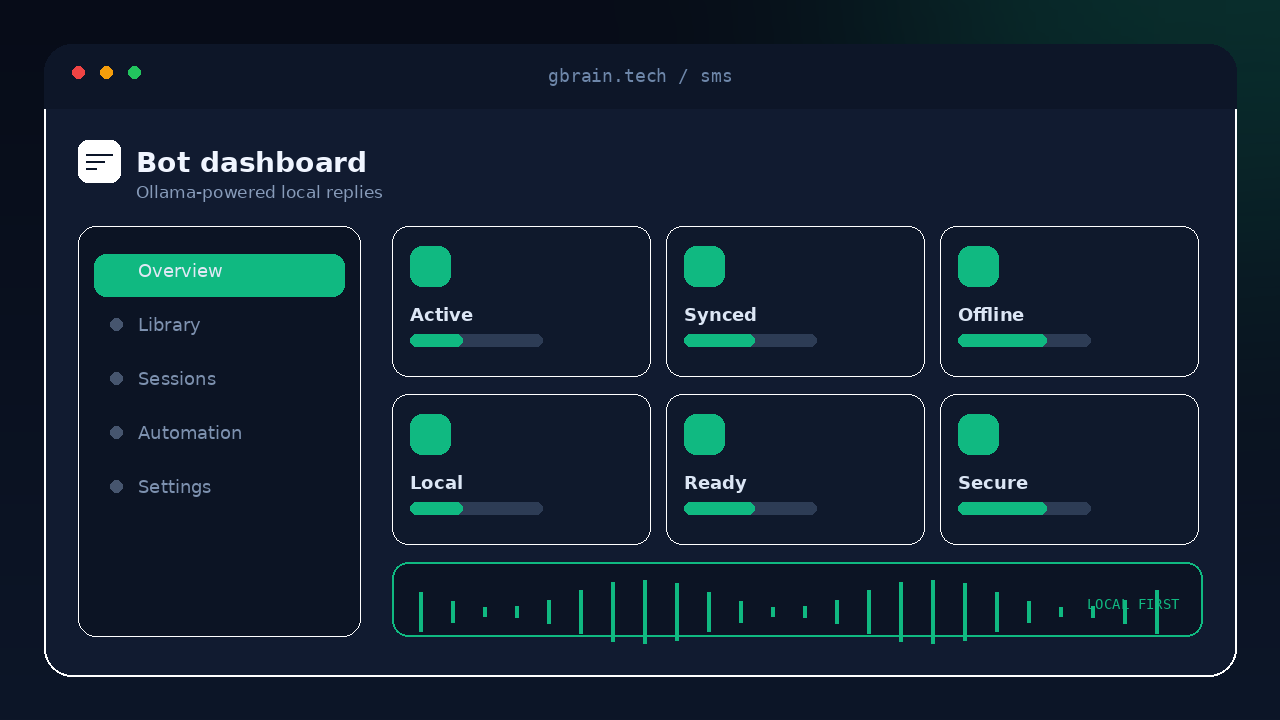 gbrain.tech / sms
Bot dashboard
Ollama-powered local replies
Overview
Library
Sessions
Automation
Settings
Active
Synced
Offline
Local
Ready
Secure
LOCAL FIRST